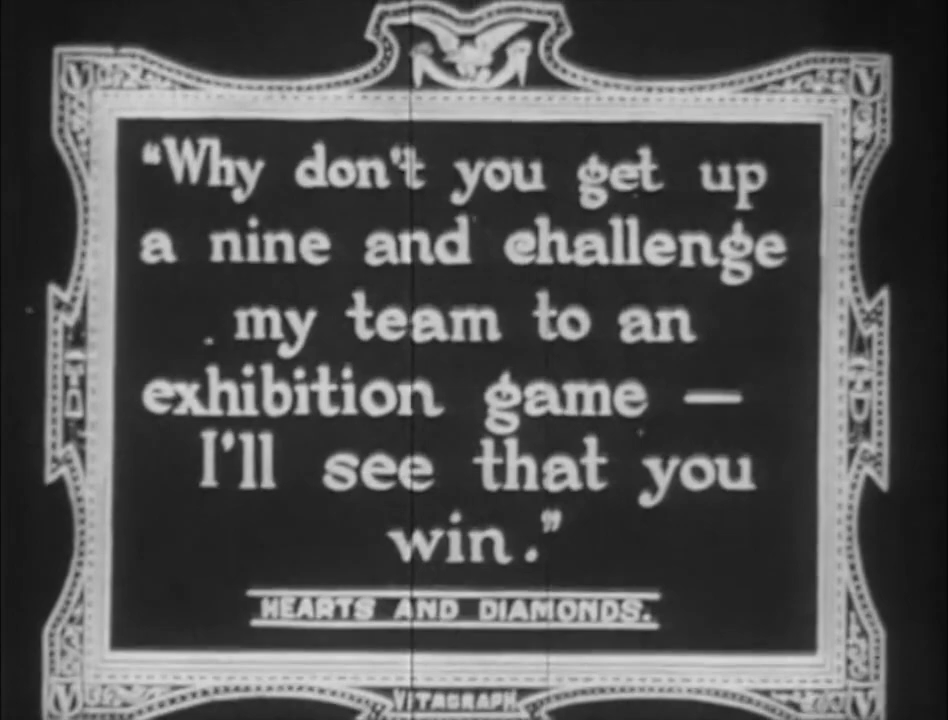 "Why don't you get up
a nine and challenge
my team to an
exhibition game —
I'll see that you
win."
HEARTS AND DIAMONDS.
VITAGRAPH